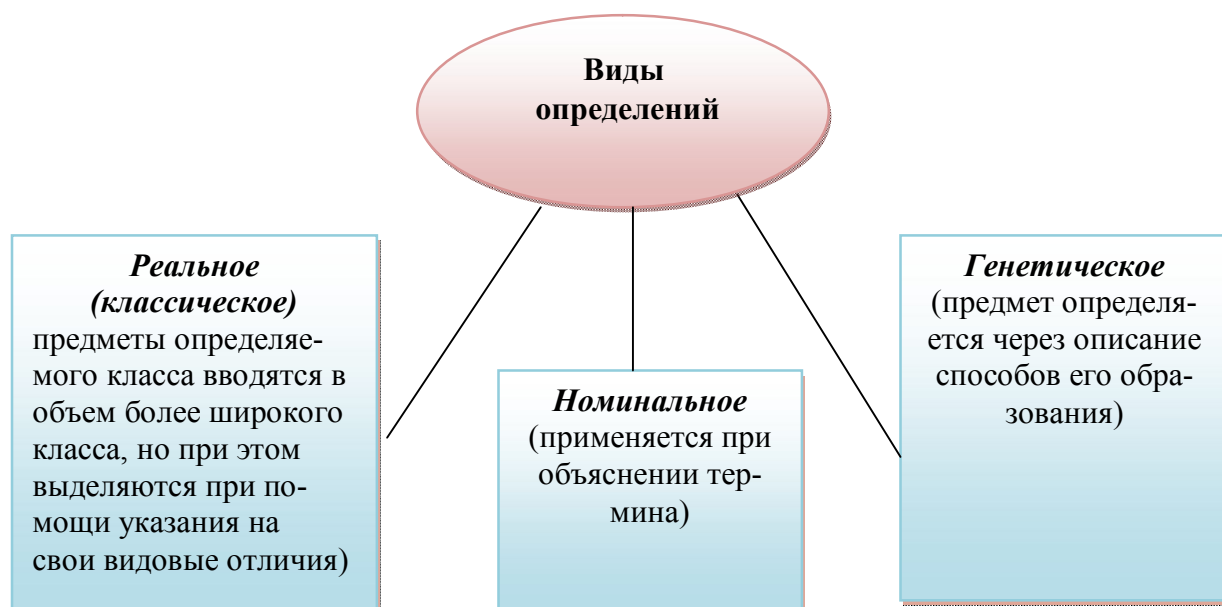 Виды
определений
Реальное
(классическое)
предметы определяе-
мого класса вводятся в
объем более широкого
класса, но при этом
выделяются при по-
мощи указания на
свои видовые отличия)
Номинальное
(применяется при
объяснении тер-
мина)
Генетическое
(предмет определя-
ется через описание
способов его обра-
зования)